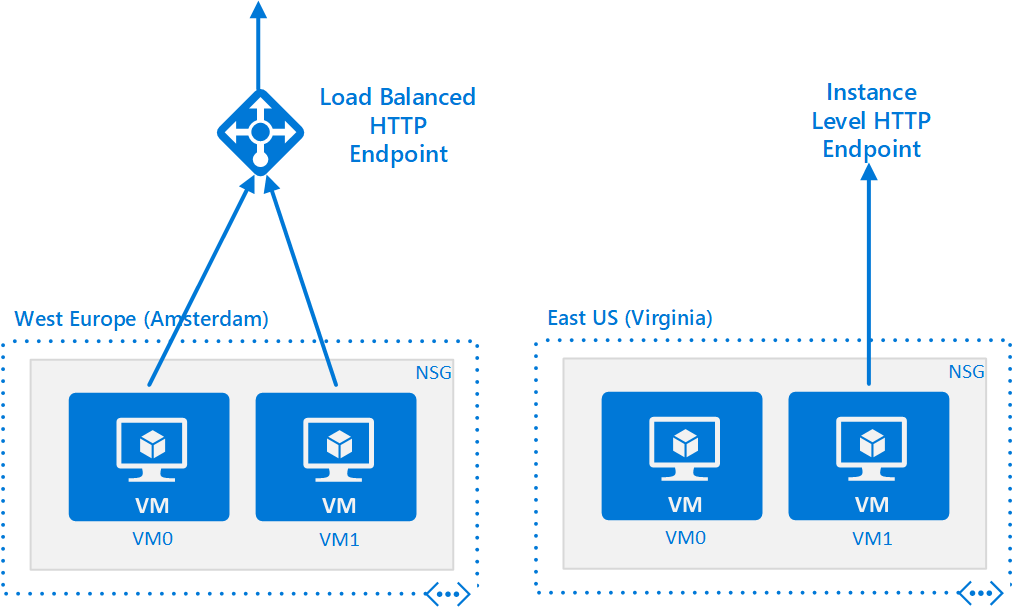 Load Balanced
HTTP
Endpoint
Instance
Level HTTP
Endpoint
West Europe (Amsterdam)
NSG
VM
VM
VM0
VM1
East US (Virginia)
NSG
VM
VM
VM0
VM1